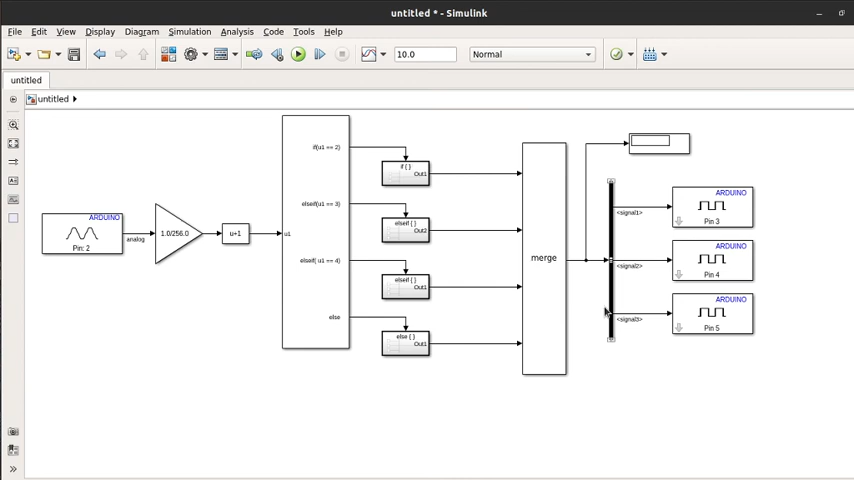 untitled * - Simulink
File Edit View Display Diagram Simulation Analysis Code Tools Help
10.0 Normal
untitled
untitled
ARDUINO
Pin: 2
analog
1.0/256.0
u+1
u1
if(u1 == 2)
elseif(u1 == 3)
elseif( u1 == 4)
else
if { }
Out1
elseif { }
Out2
elseif { }
Out1
else { }
Out1
merge
<signal1>
<signal2>
<signal3>
ARDUINO
Pin 3
ARDUINO
Pin 4
ARDUINO
Pin 5